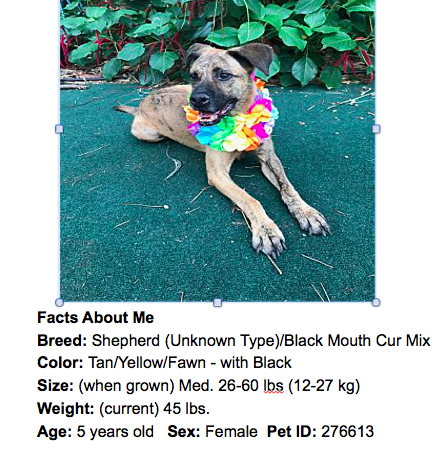 Facts About Me
Breed: Shepherd (Unknown Type)/Black Mouth Cur Mix
Color: Tan/Yellow/Fawn - with Black
Size: (when grown) Med. 26-60 lbs (12-27 kg)
Weight: (current) 45 lbs.
Age: 5 years old   Sex: Female  Pet ID: 276613